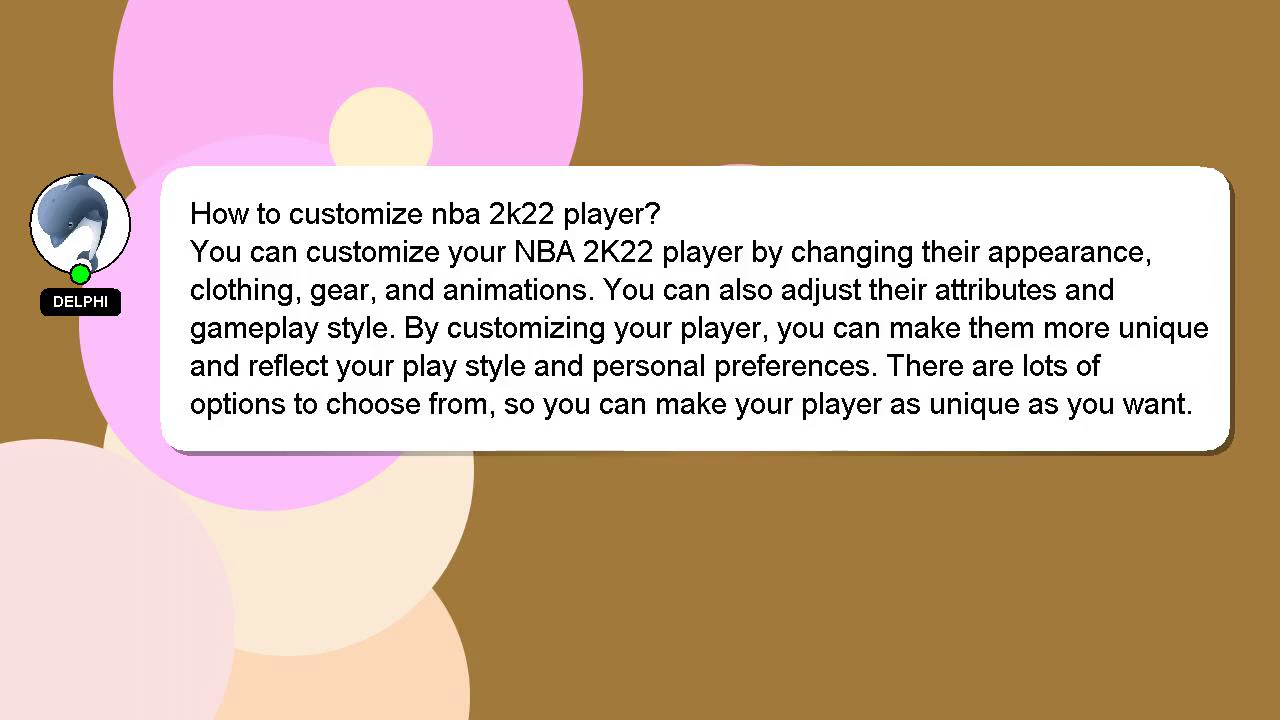 How to customize nba 2k22 player?
You can customize your NBA 2K22 player by changing their appearance,
clothing, gear, and animations. You can also adjust their attributes and
gameplay style. By customizing your player, you can make them more unique
and reflect your play style and personal preferences. There are lots of
options to choose from, so you can make your player as unique as you want.
DELPHI